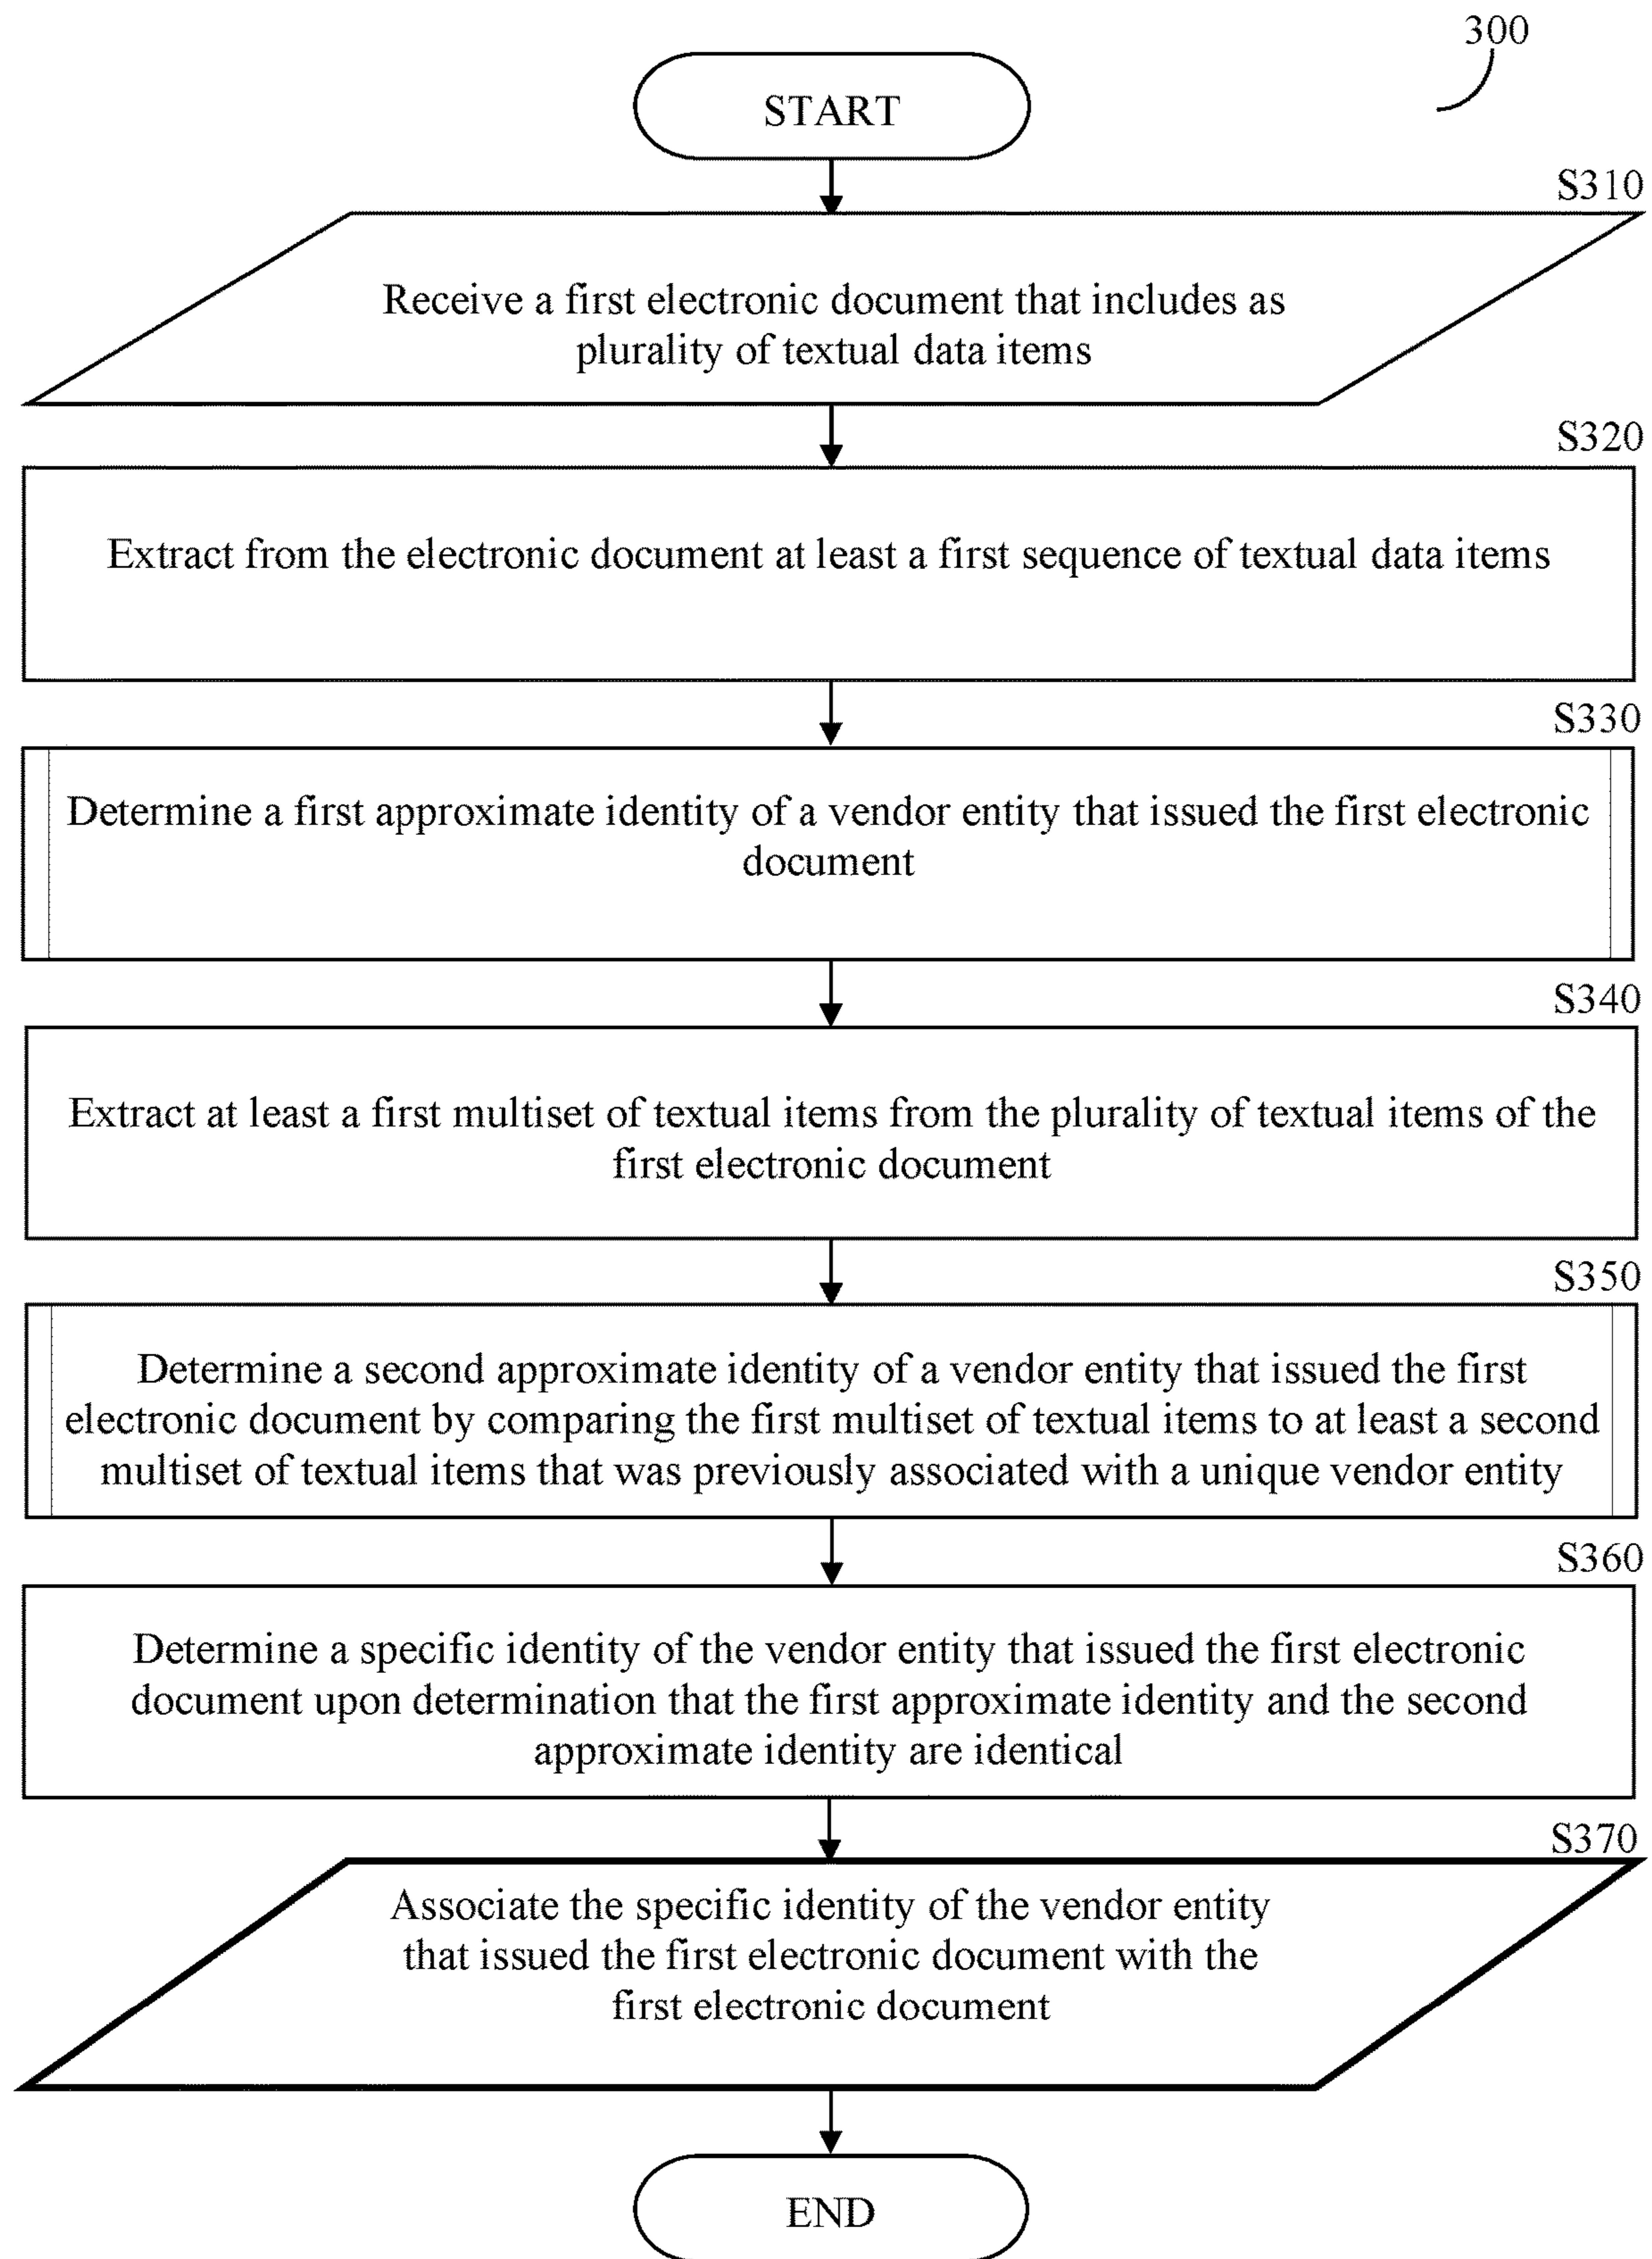 300
START
S310
Receive a first electronic document that includes as
plurality of textual data items
S320
Extract from the electronic document at least a first sequence of textual data items
S330
Determine a first approximate identity of a vendor entity that issued the first electronic
document
S340
Extract at least a first multiset of textual items from the plurality of textual items of the
first electronic document
S350
Determine a second approximate identity of a vendor entity that issued the first
electronic document by comparing the first multiset of textual items to at least a second
multiset of textual items that was previously associated with a unique vendor entity
S360
Determine a specific identity of the vendor entity that issued the first electronic
document upon determination that the first approximate identity and the second
approximate identity are identical
S370
Associate the specific identity of the vendor entity
that issued the first electronic document with the
first electronic document
END